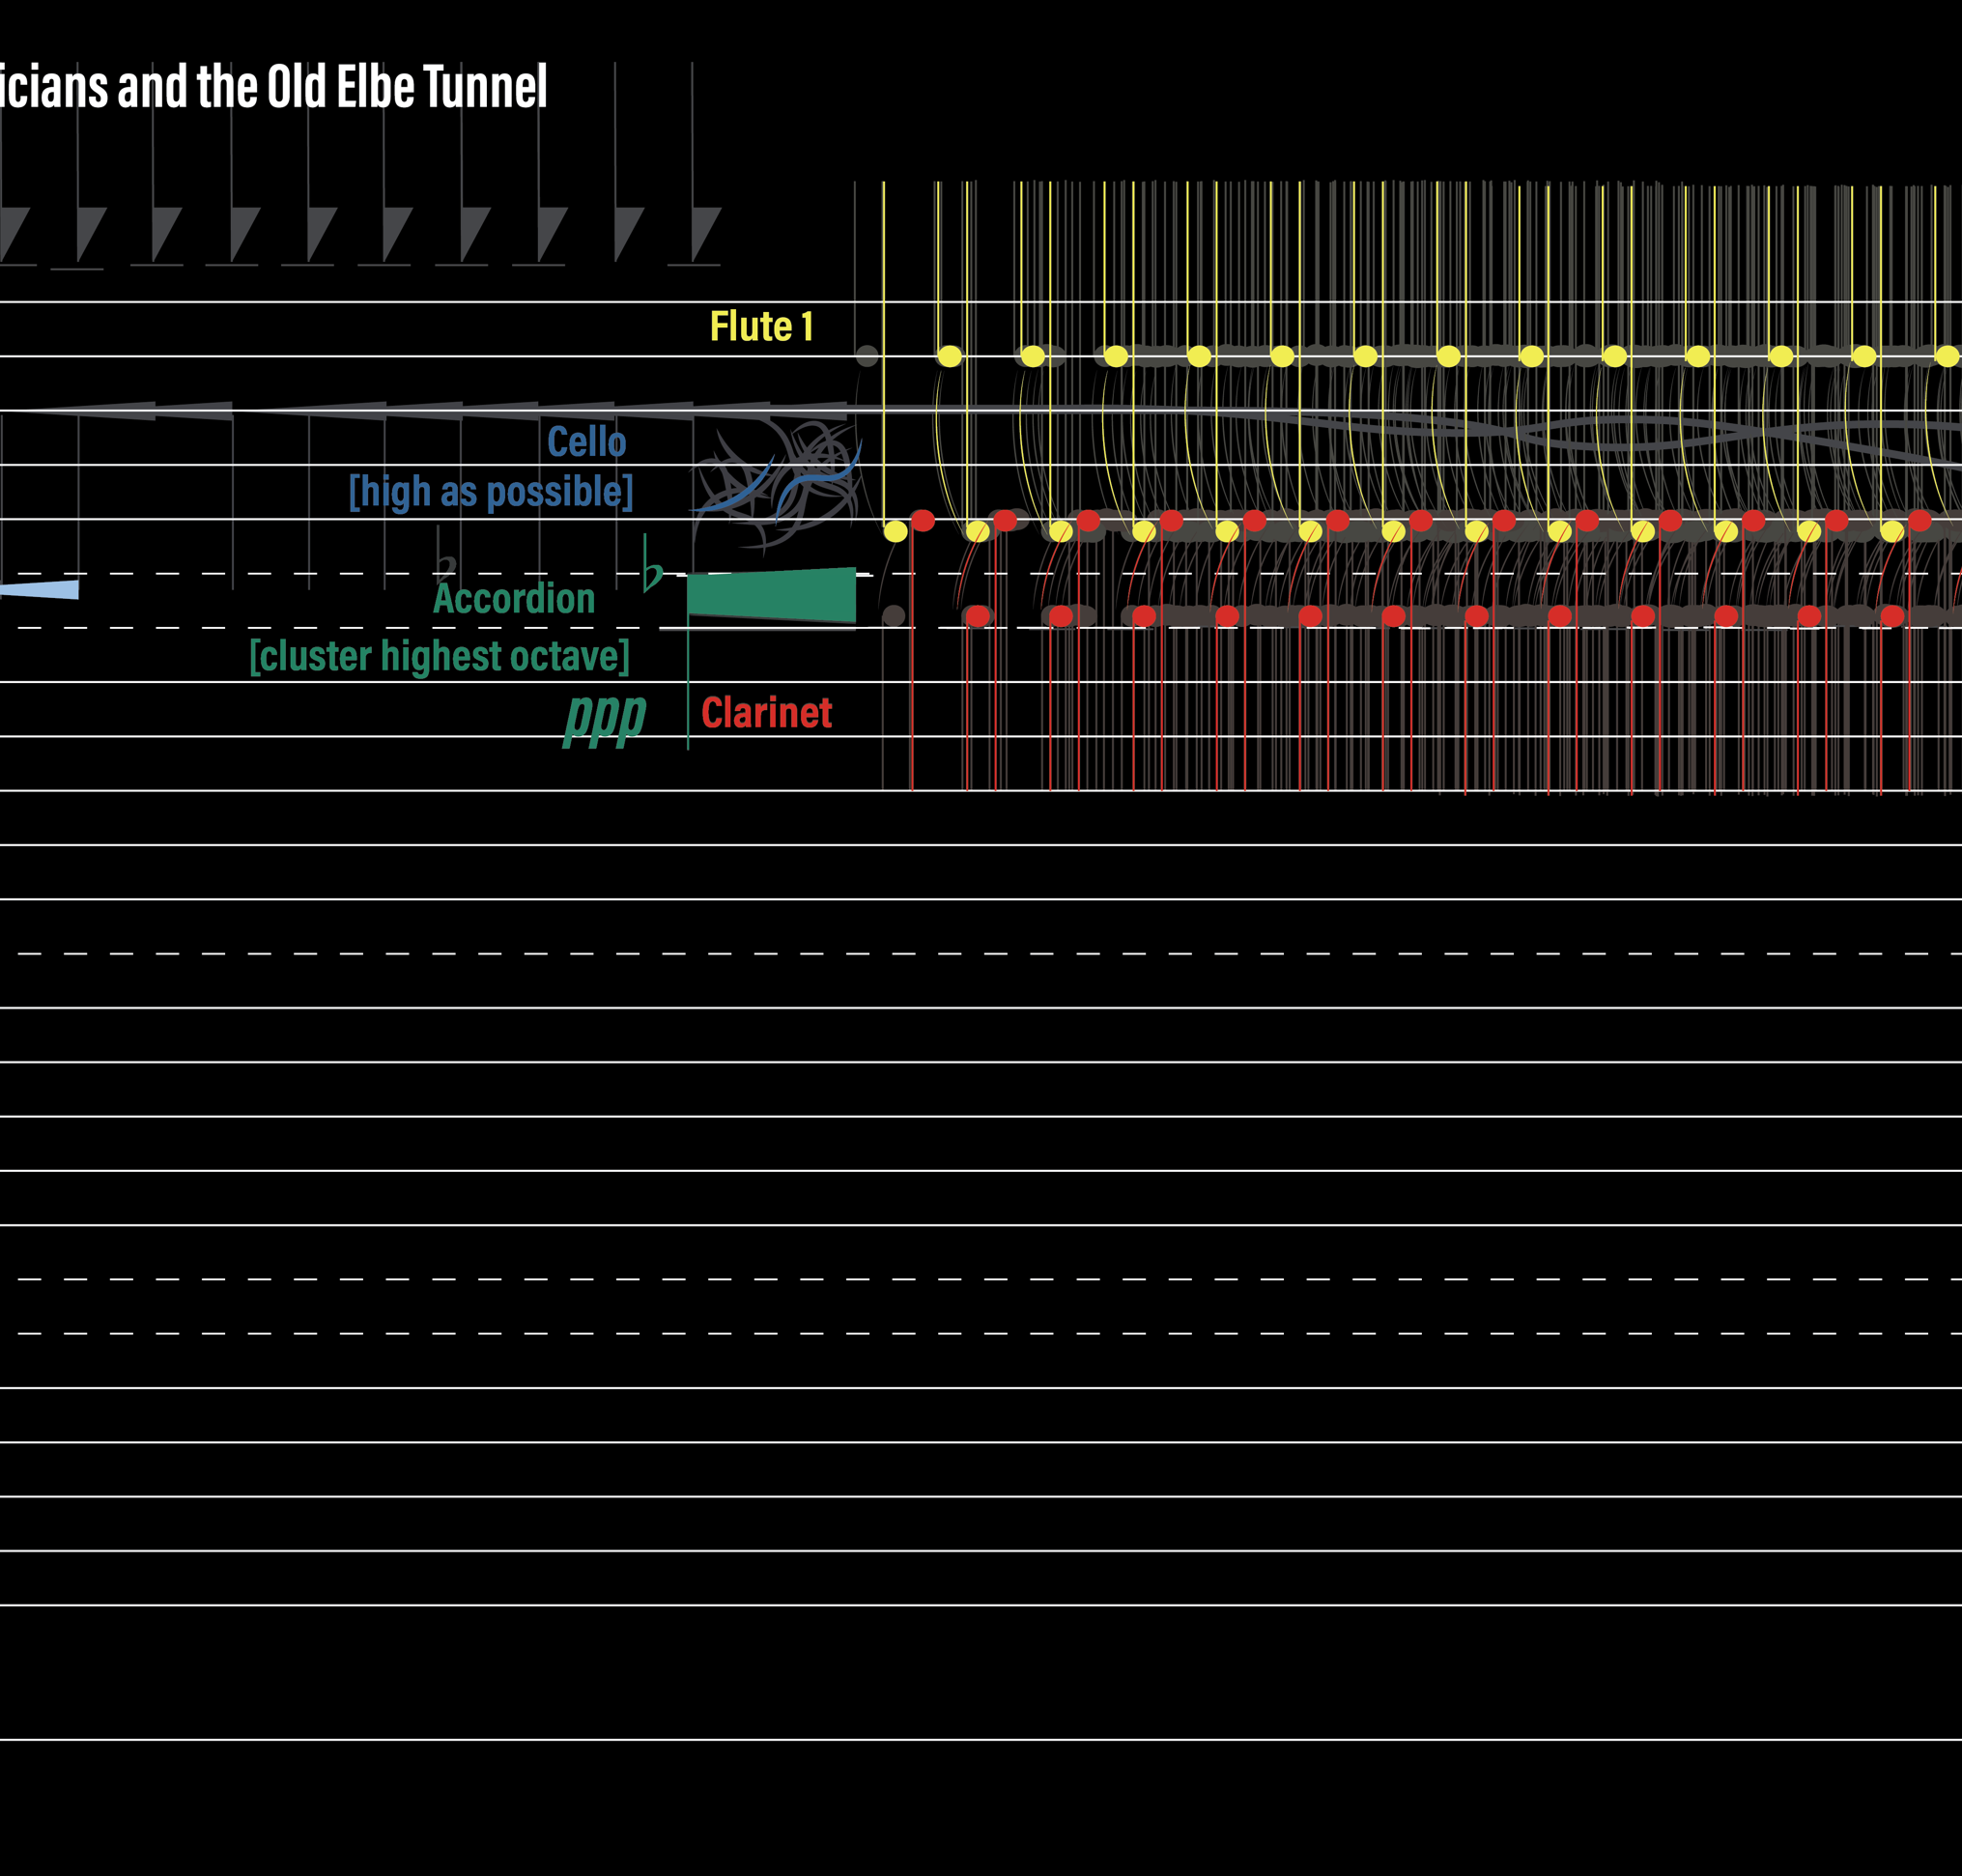 icians and the Old Elbe Tunnel
Flute 1
Cello
[high as possible]
Accordion
[cluster highest octave]
ppp
Clarinet